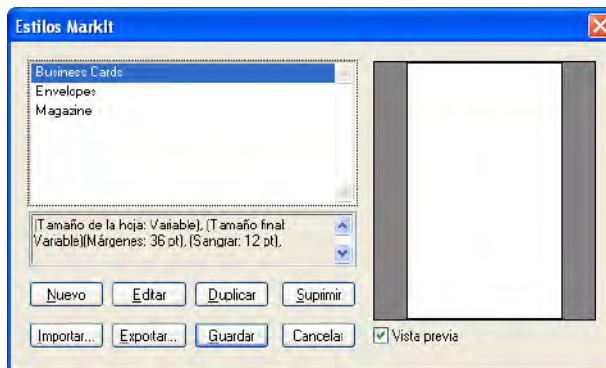 Estilos MarkIt
Business Cards
Envelopes
Magazine
(Tamaño de la hoja: Variable), (Tamaño final:
Variable)(Márgenes: 36 pt), (Sangrar: 12 pt),
Nuevo Editar Duplicar Suprimir
Importar... Exportar... Guardar Cancelar
Vista previa